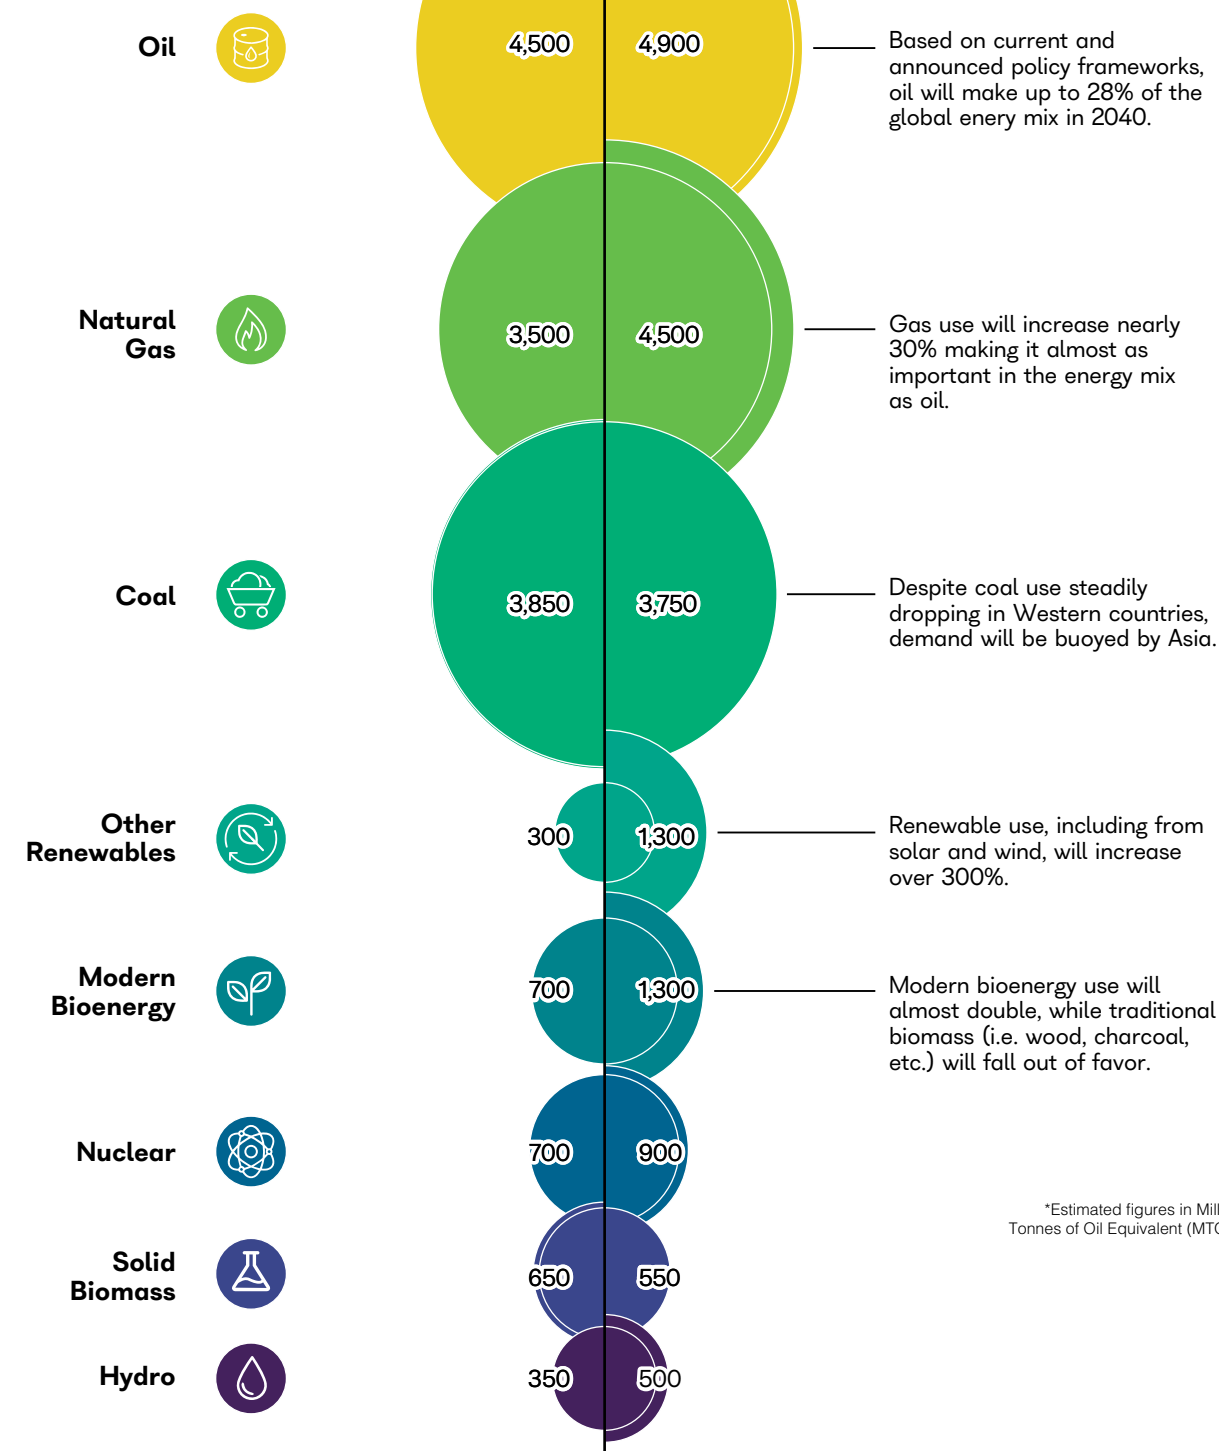 Oil
4,500
4,900
Based on current and
announced policy frameworks,
oil will make up to 28% of the
global enery mix in 2040.
Natural
Gas
3,500
4,500
Gas use will increase nearly
30% making it almost as
important in the energy mix
as oil.
Coal
3,850
3,750
Despite coal use steadily
dropping in Western countries,
demand will be buoyed by Asia.
Other
Renewables
300
1,300
Renewable use, including from
solar and wind, will increase
over 300%.
Modern
Bioenergy
700
1,300
Modern bioenergy use will
almost double, while traditional
biomass (i.e. wood, charcoal,
etc.) will fall out of favor.
Nuclear
700
900
*Estimated figures in
Tonnes of Oil Equivalent
Solid
Biomass
650
550
Hydro
350
500